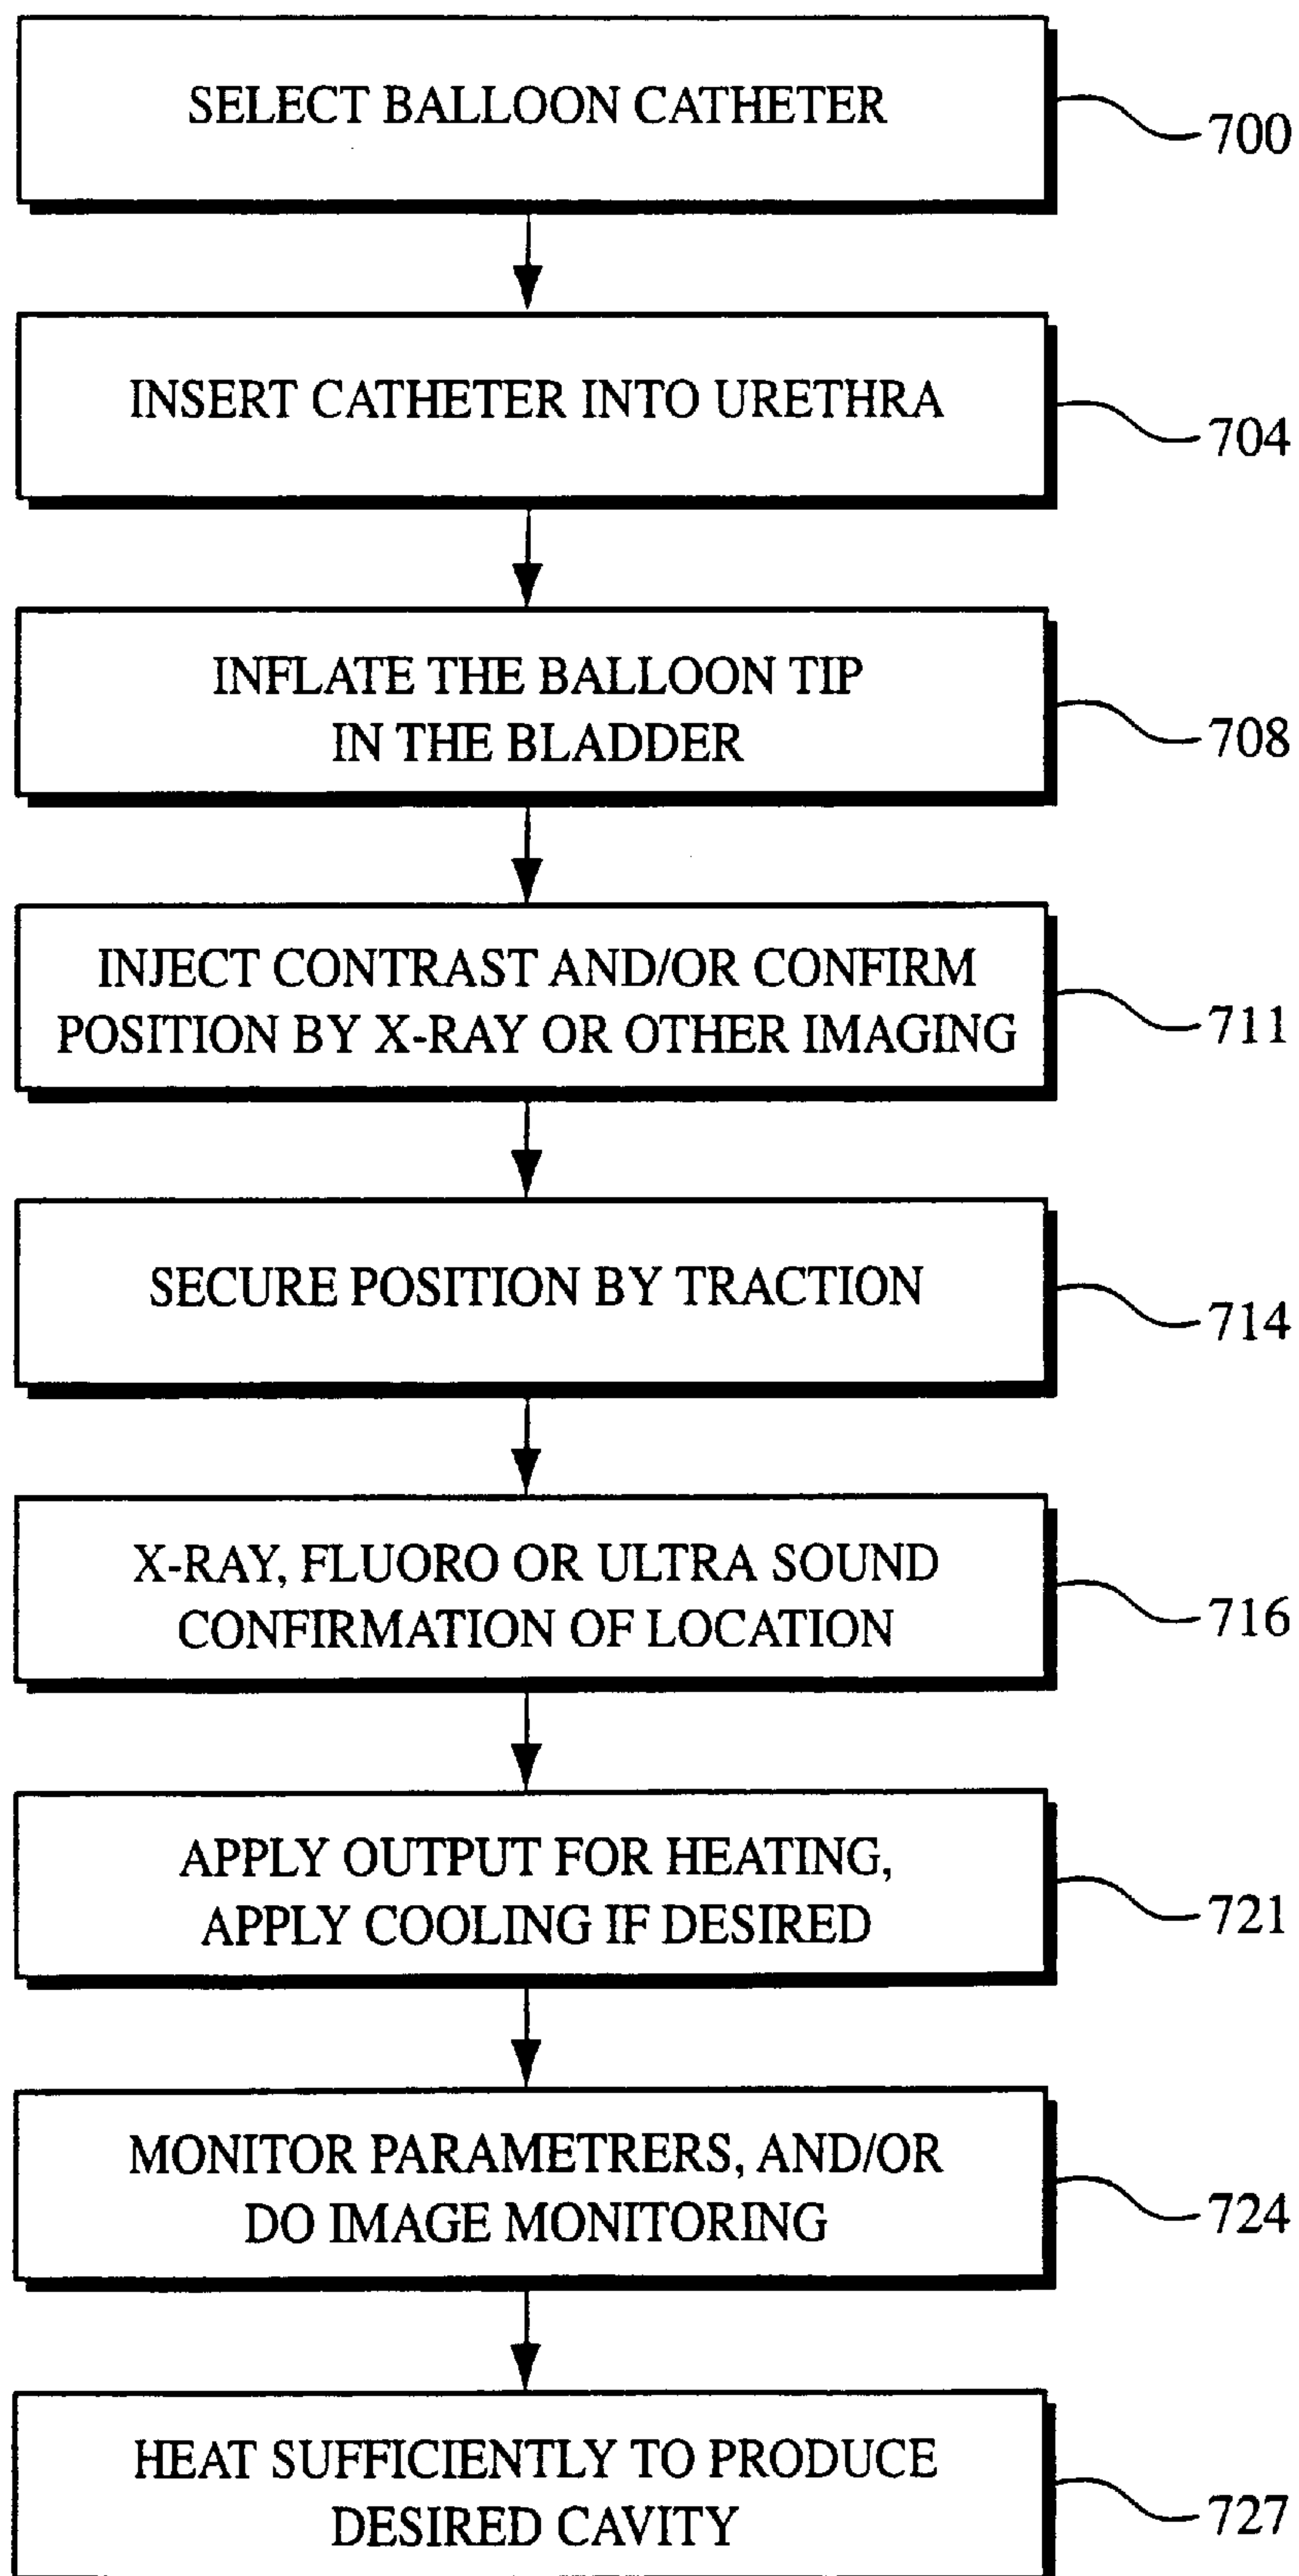 SELECT BALLOON CATHETER
700
INSERT CATHETER INTO URETHRA
704
INFLATE THE BALLOON TIP
IN THE BLADDER
708
INJECT CONTRAST AND/OR CONFIRM
POSITION BY X-RAY OR OTHER IMAGING
711
SECURE POSITION BY TRACTION
714
X-RAY, FLUORO OR ULTRA SOUND
CONFIRMATION OF LOCATION
716
APPLY OUTPUT FOR HEATING,
APPLY COOLING IF DESIRED
721
MONITOR PARAMETRERS, AND/OR
DO IMAGE MONITORING
724
HEAT SUFFICIENTLY TO PRODUCE
DESIRED CAVITY
727